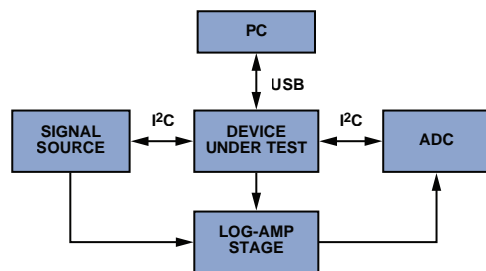 PC
USB
I²C
I²C
SIGNAL
SOURCE
DEVICE
UNDER TEST
ADC
LOG-AMP
STAGE